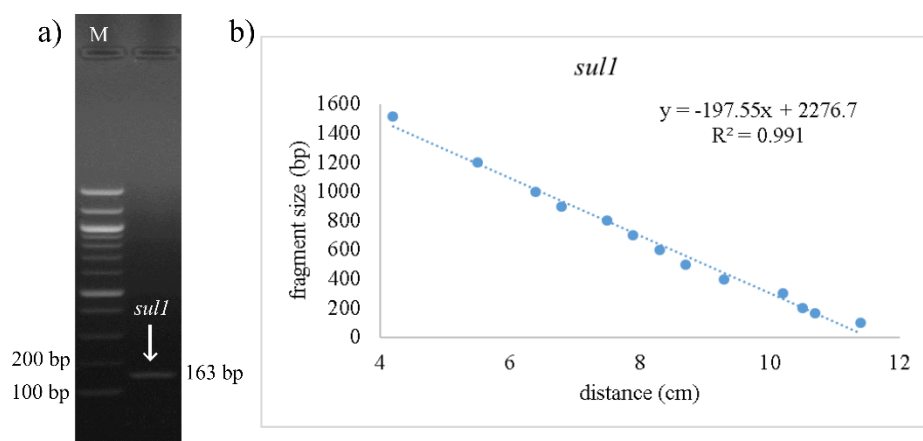 a)
M
sul1
200 bp
163 bp
100 bp
b)
sul1
y = -197.55x + 2276.7
R² = 0.991
fragment size (bp)
1600
1400
1200
1000
800
600
400
200
0
4 6 8 10 12
distance (cm)